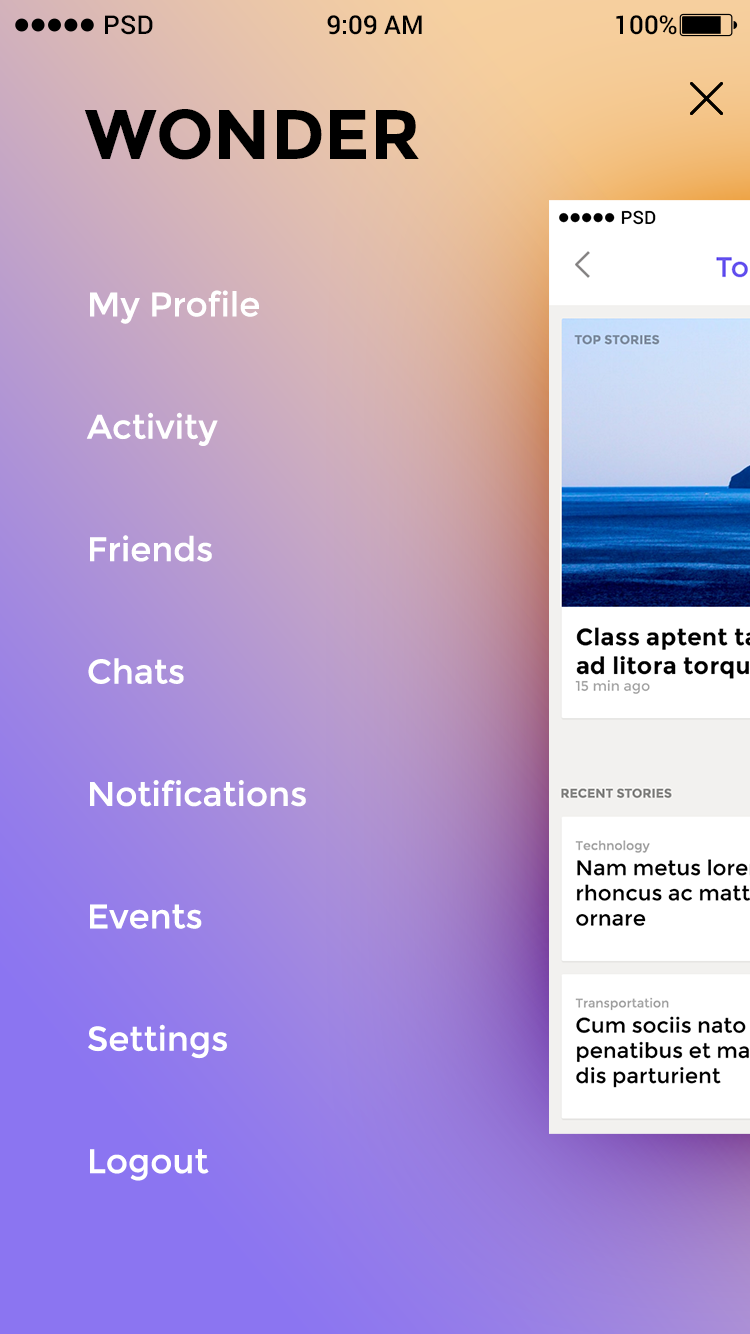 PSD 9:09 AM 100%
WONDER
My Profile
Activity
Friends
Chats
Notifications
Events
Settings
Logout
PSD
To
TOP STORIES
Class aptent ta
ad litora torqu
15 min ago
RECENT STORIES
Technology
Nam metus lore
rhoncus ac matt
ornare
Transportation
Cum sociis nato
penatibus et ma
dis parturient